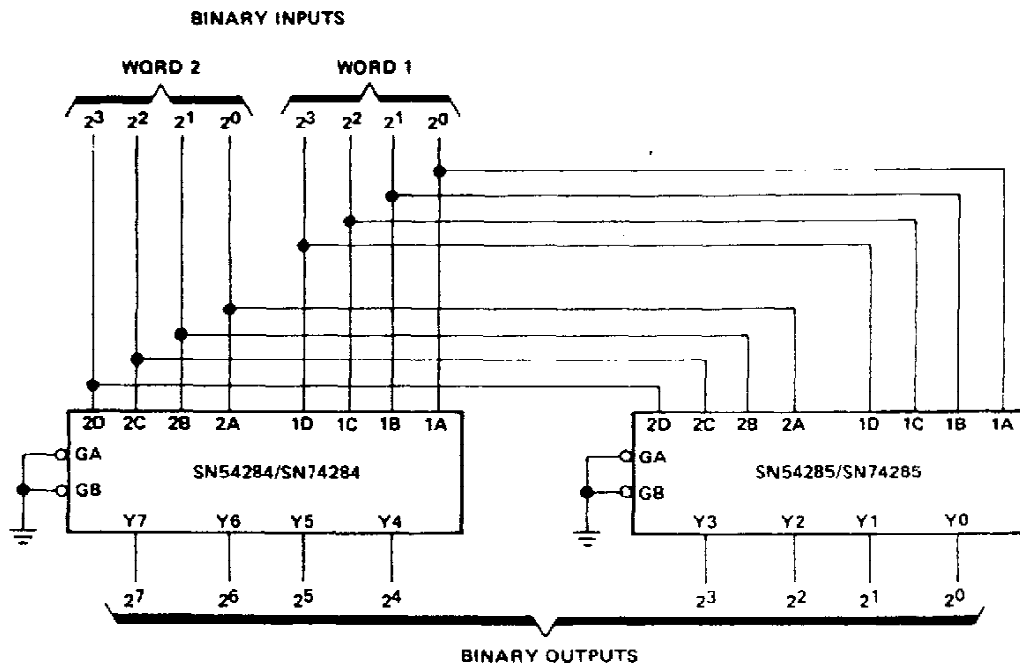 BINARY INPUTS
WORD 2 WORD 1
2³ 2² 2¹ 2⁰ 2³ 2² 2¹ 2⁰
2D 2C 2B 2A 1D 1C 1B 1A 2D 2C 2B 2A 1D 1C 1B 1A
GA GA
SN54284/SN74284 SN54285/SN74285
GB GB
Y7 Y6 Y5 Y4 Y3 Y2 Y1 Y0
2⁷ 2⁶ 2⁵ 2⁴ 2³ 2² 2¹ 2⁰
BINARY OUTPUTS